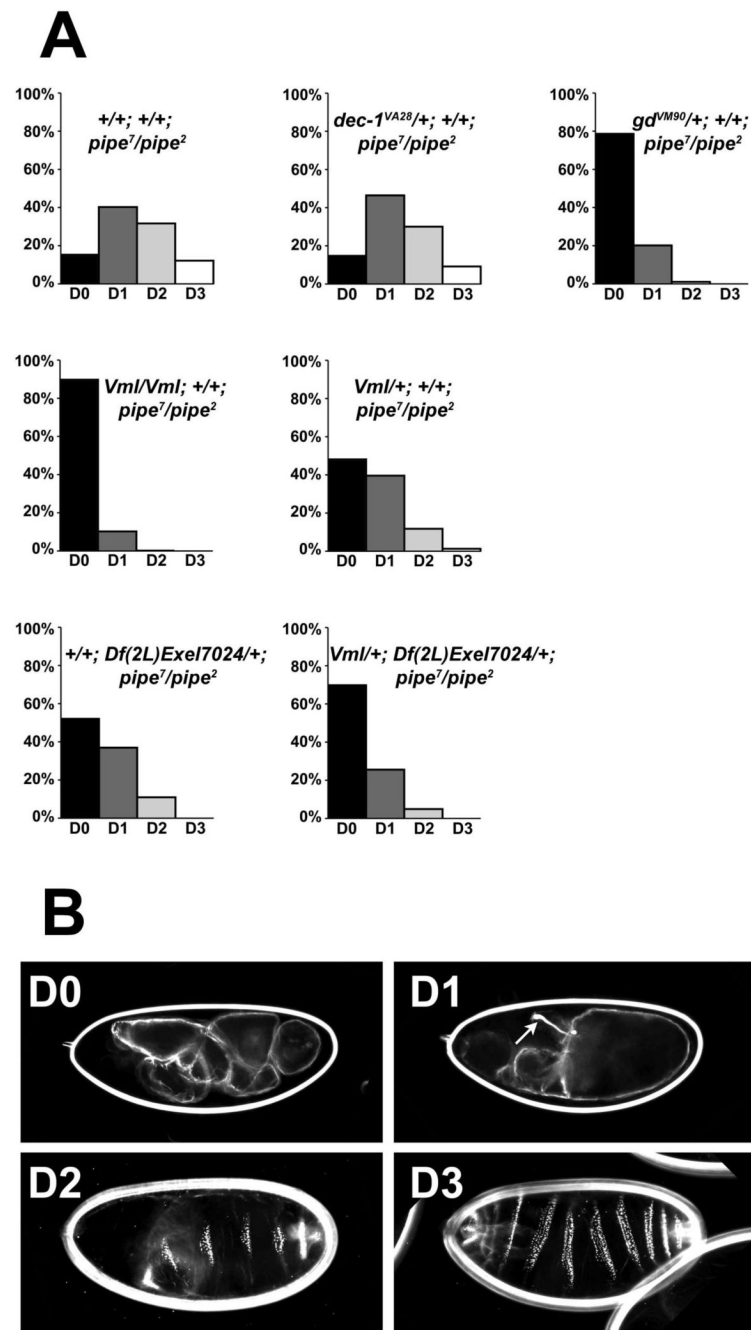 A
100%
80%
60%
40%
20%
0%
+/+; +/+;
pipe⁷/pipe²
D0 D1 D2 D3
100%
80%
60%
40%
20%
0%
dec-1ⱽᴬ²⁸/+; +/+;
pipe⁷/pipe²
D0 D1 D2 D3
100%
80%
60%
40%
20%
0%
gdⱽᴹ⁹⁰/+; +/+;
pipe⁷/pipe²
D0 D1 D2 D3
100%
80%
60%
40%
20%
0%
Vml/Vml; +/+;
pipe⁷/pipe²
D0 D1 D2 D3
100%
80%
60%
40%
20%
0%
Vml/+; +/+;
pipe⁷/pipe²
D0 D1 D2 D3
100%
80%
60%
40%
20%
0%
+/+; Df(2L)Exel7024/+;
pipe⁷/pipe²
D0 D1 D2 D3
100%
80%
60%
40%
20%
0%
Vml/+; Df(2L)Exel7024/+;
pipe⁷/pipe²
D0 D1 D2 D3
B
D0
D1
D2
D3